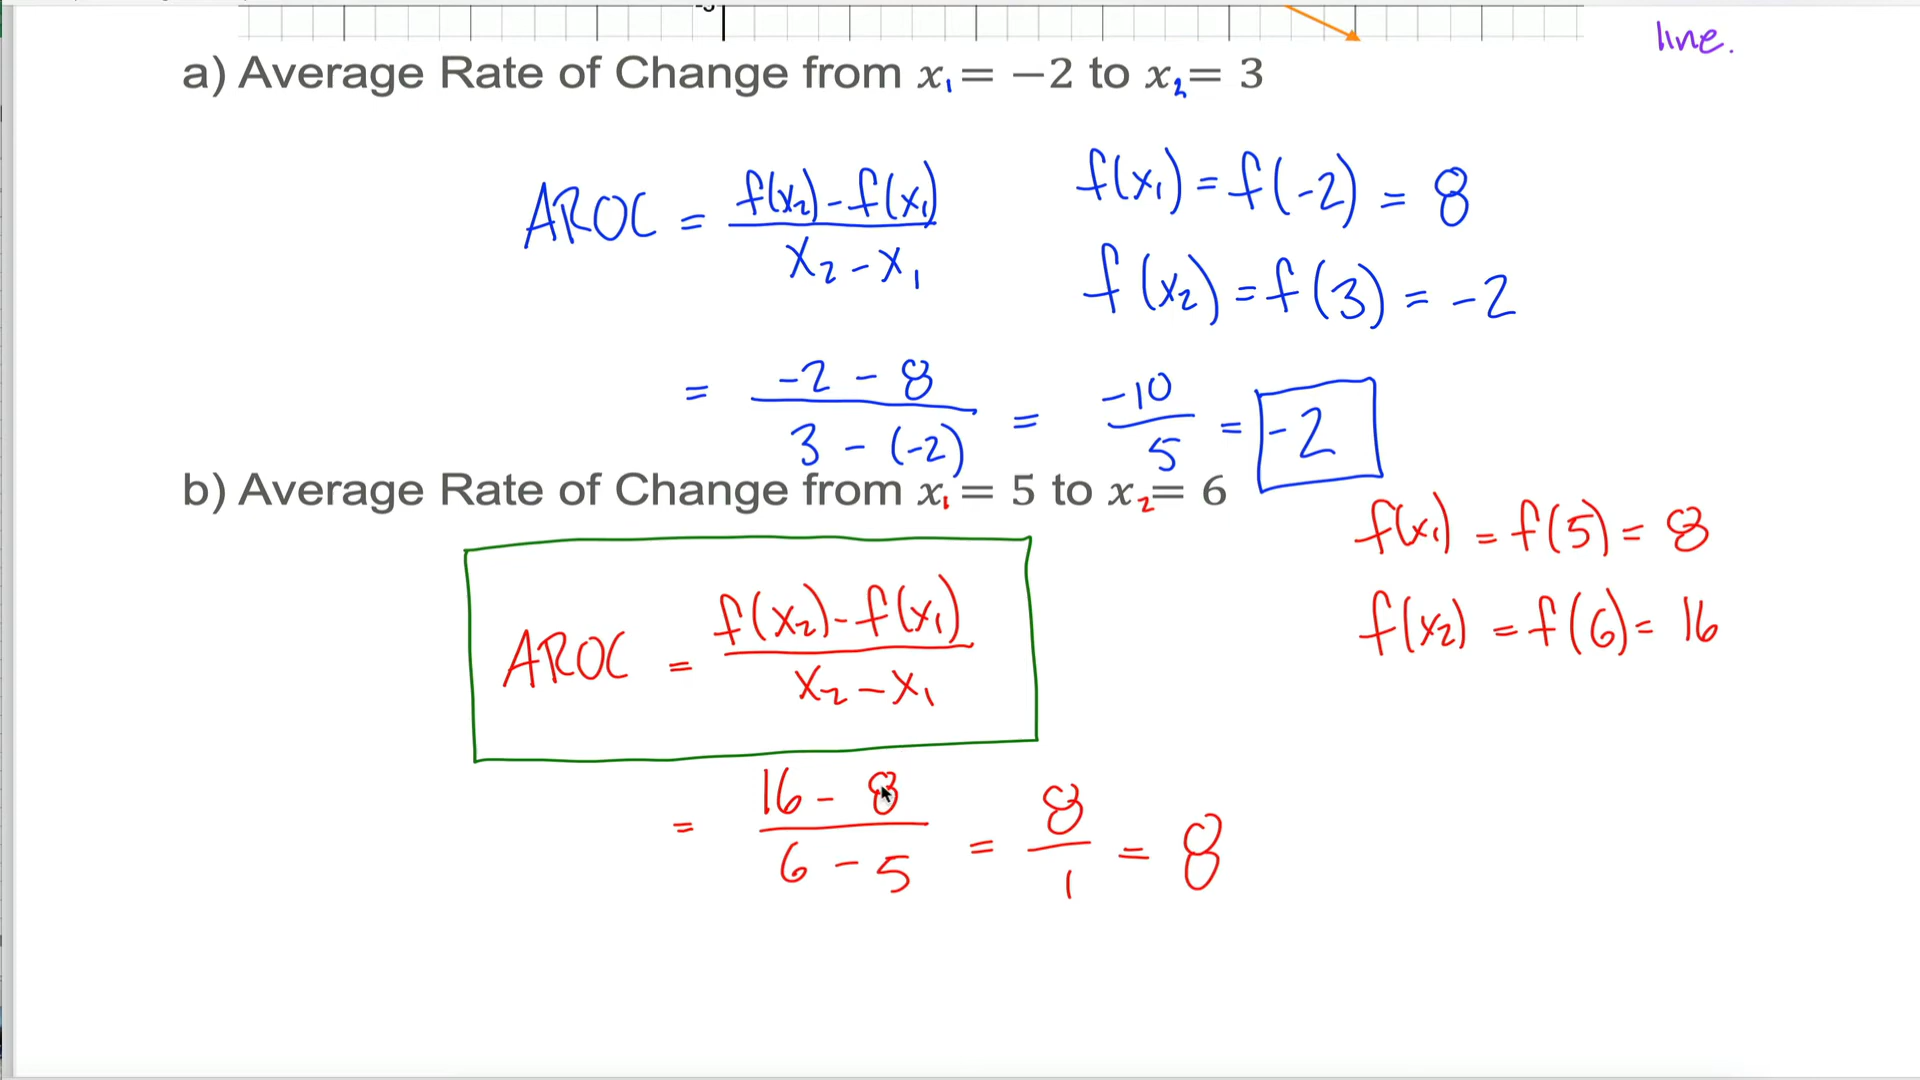 line.
a) Average Rate of Change from x₁ = −2 to x₂ = 3
AROC = f(x₂) - f(x₁) / x₂ - x₁
f(x₁) = f(-2) = 8
f(x₂) = f(3) = -2
= -2 - 8 / 3 - (-2) = -10 / 5 = -2
b) Average Rate of Change from x₁ = 5 to x₂ = 6
f(x₁) = f(5) = 8
f(x₂) = f(6) = 16
AROC = f(x₂) - f(x₁) / x₂ - x₁
= 16 - 8 / 6 - 5 = 8 / 1 = 8